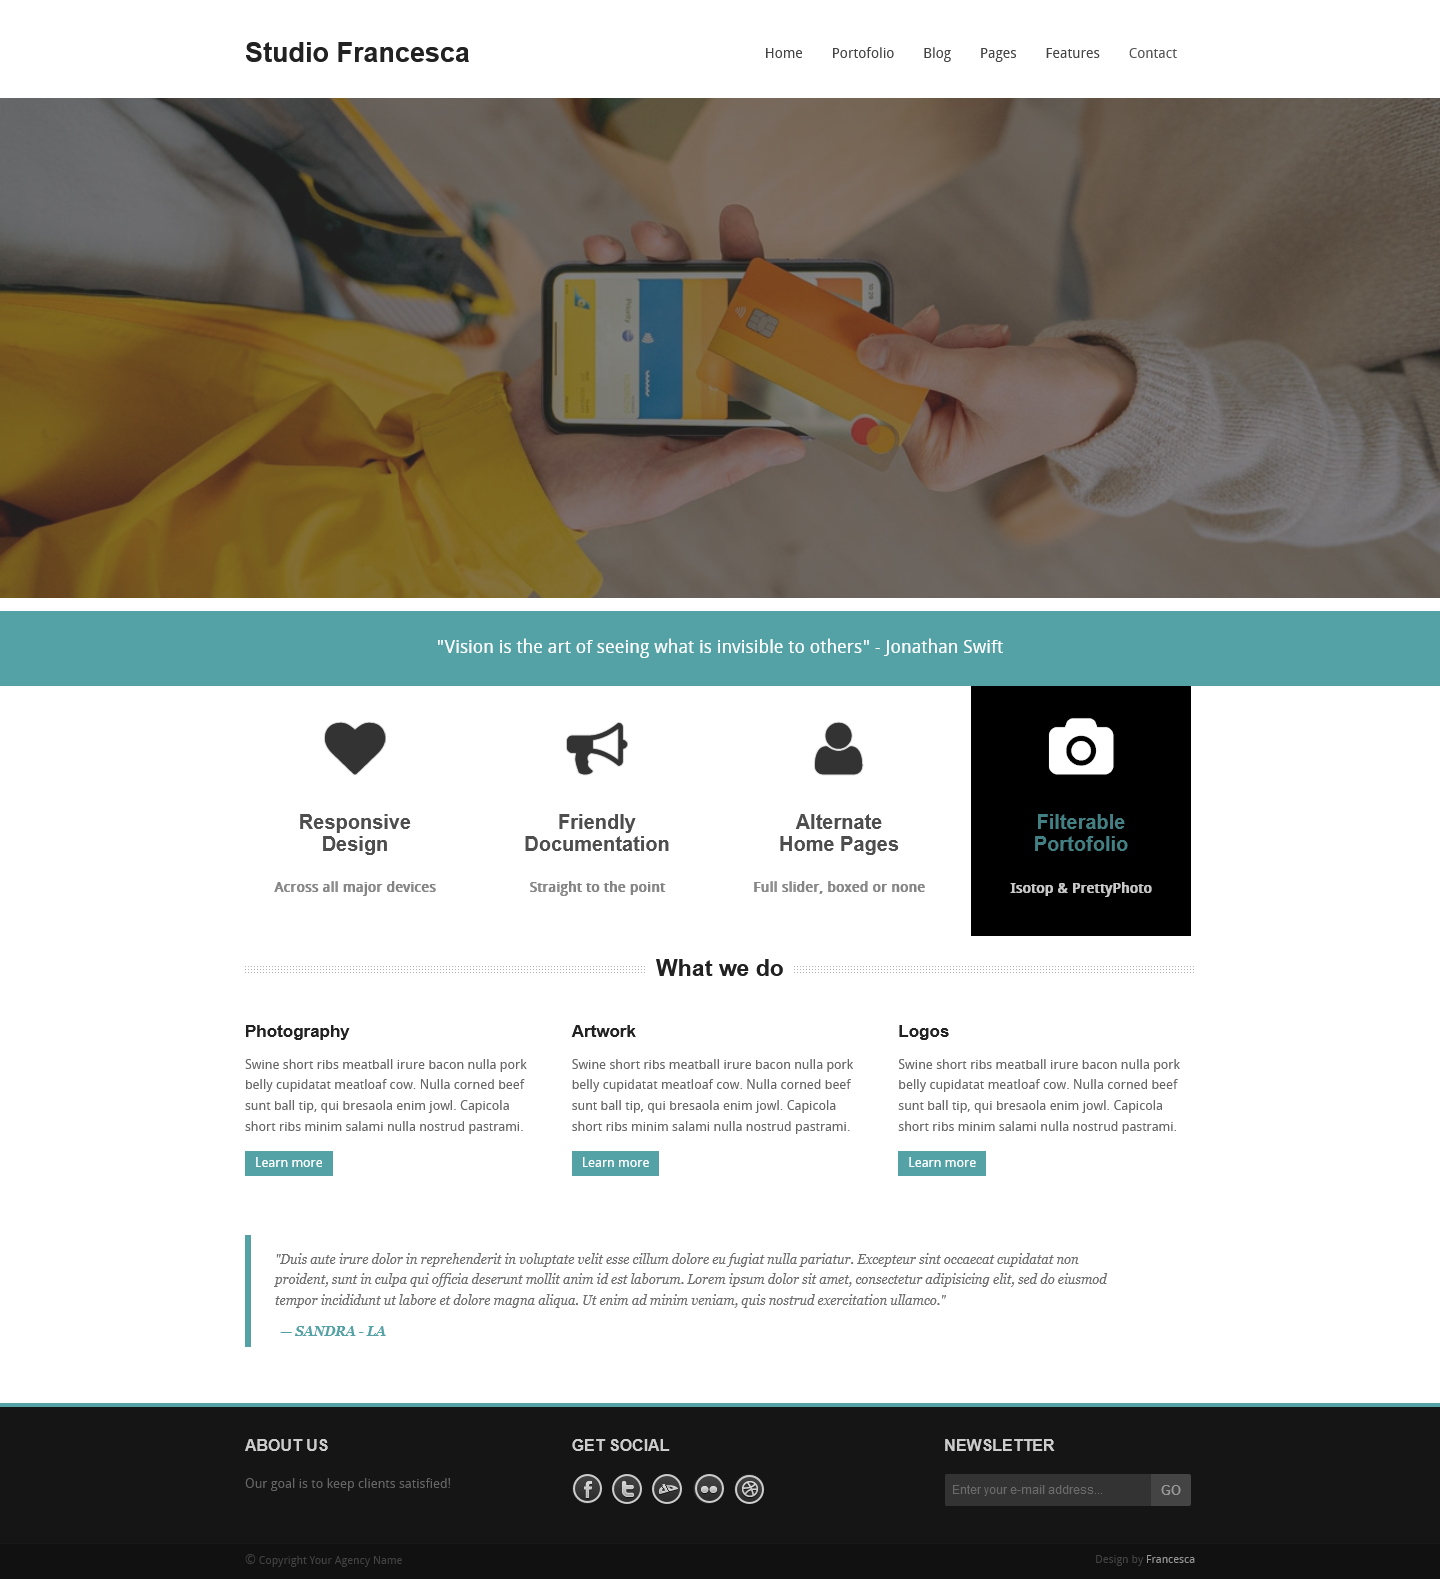 Studio Francesca
Home Portofolio Blog Pages Features Contact
"Vision is the art of seeing what is invisible to others" - Jonathan Swift
Responsive
Design
Across all major devices
Friendly
Documentation
Straight to the point
Alternate
Home Pages
Full slider, boxed or none
Filterable
Portofolio
Isotop & PrettyPhoto
What we do
Photography
Swine short ribs meatball irure bacon nulla pork
belly cupidatat meatloaf cow. Nulla corned beef
sunt ball tip, qui bresaola enim jowl. Capicola
short ribs minim salami nulla nostrud pastrami.
Learn more
Artwork
Swine short ribs meatball irure bacon nulla pork
belly cupidatat meatloaf cow. Nulla corned beef
sunt ball tip, qui bresaola enim jowl. Capicola
short ribs minim salami nulla nostrud pastrami.
Learn more
Logos
Swine short ribs meatball irure bacon nulla pork
belly cupidatat meatloaf cow. Nulla corned beef
sunt ball tip, qui bresaola enim jowl. Capicola
short ribs minim salami nulla nostrud pastrami.
Learn more
"Duis aute irure dolor in reprehenderit in voluptate velit esse cillum dolore eu fugiat nulla pariatur. Excepteur sint occaecat cupidatat non
proident, sunt in culpa qui officia deserunt mollit anim id est laborum. Lorem ipsum dolor sit amet, consectetur adipisicing elit, sed do eiusmod
tempor incididunt ut labore et dolore magna aliqua. Ut enim ad minim veniam, quis nostrud exercitation ullamco."
— SANDRA - LA
ABOUT US
Our goal is to keep clients satisfied!
GET SOCIAL
NEWSLETTER
Enter your e-mail address...
GO
© Copyright Your Agency Name
Design by Francesca